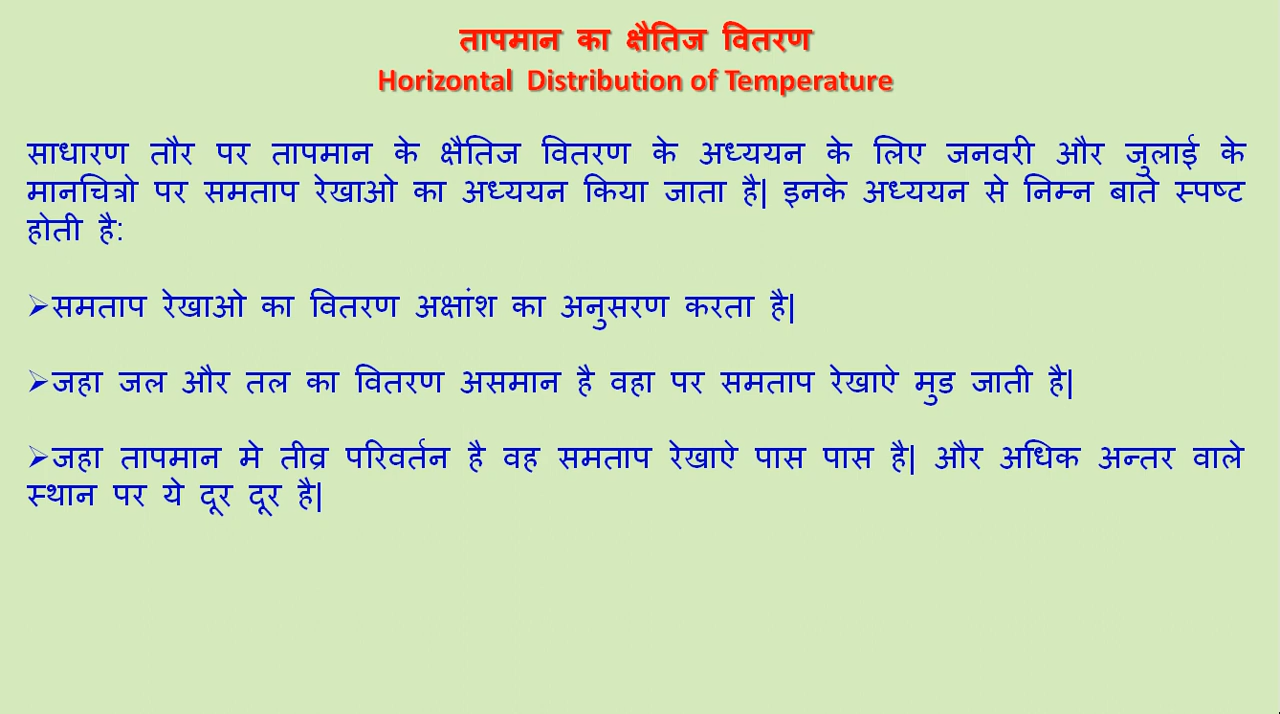 तापमान का क्षैतिज वितरण
Horizontal Distribution of Temperature
साधारण तौर पर तापमान के क्षैतिज वितरण के अध्ययन के लिए जनवरी और जुलाई के
मानचित्रो पर समताप रेखाओ का अध्ययन किया जाता है| इनके अध्ययन से निम्न बाते स्पष्ट
होती है:
➢समताप रेखाओ का वितरण अक्षांश का अनुसरण करता है|
➢जहा जल और तल का वितरण असमान है वहा पर समताप रेखाऐ मुड जाती है|
➢जहा तापमान मे तीव्र परिवर्तन है वह समताप रेखाऐ पास पास है| और अधिक अन्तर वाले
स्थान पर ये दूर दूर है|